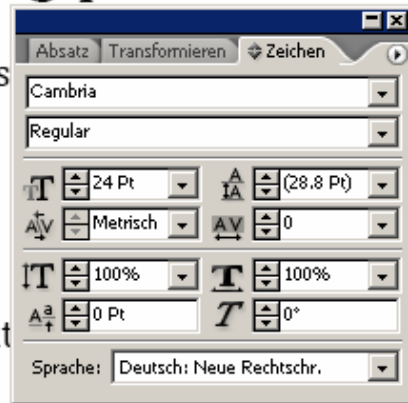 Absatz Transformieren Zeichen
s
Cambria
Regular
24 Pt (28.8 Pt)
Metrisch 0
100% 100%
0 Pt 0°
t
Sprache: Deutsch: Neue Rechtschr.